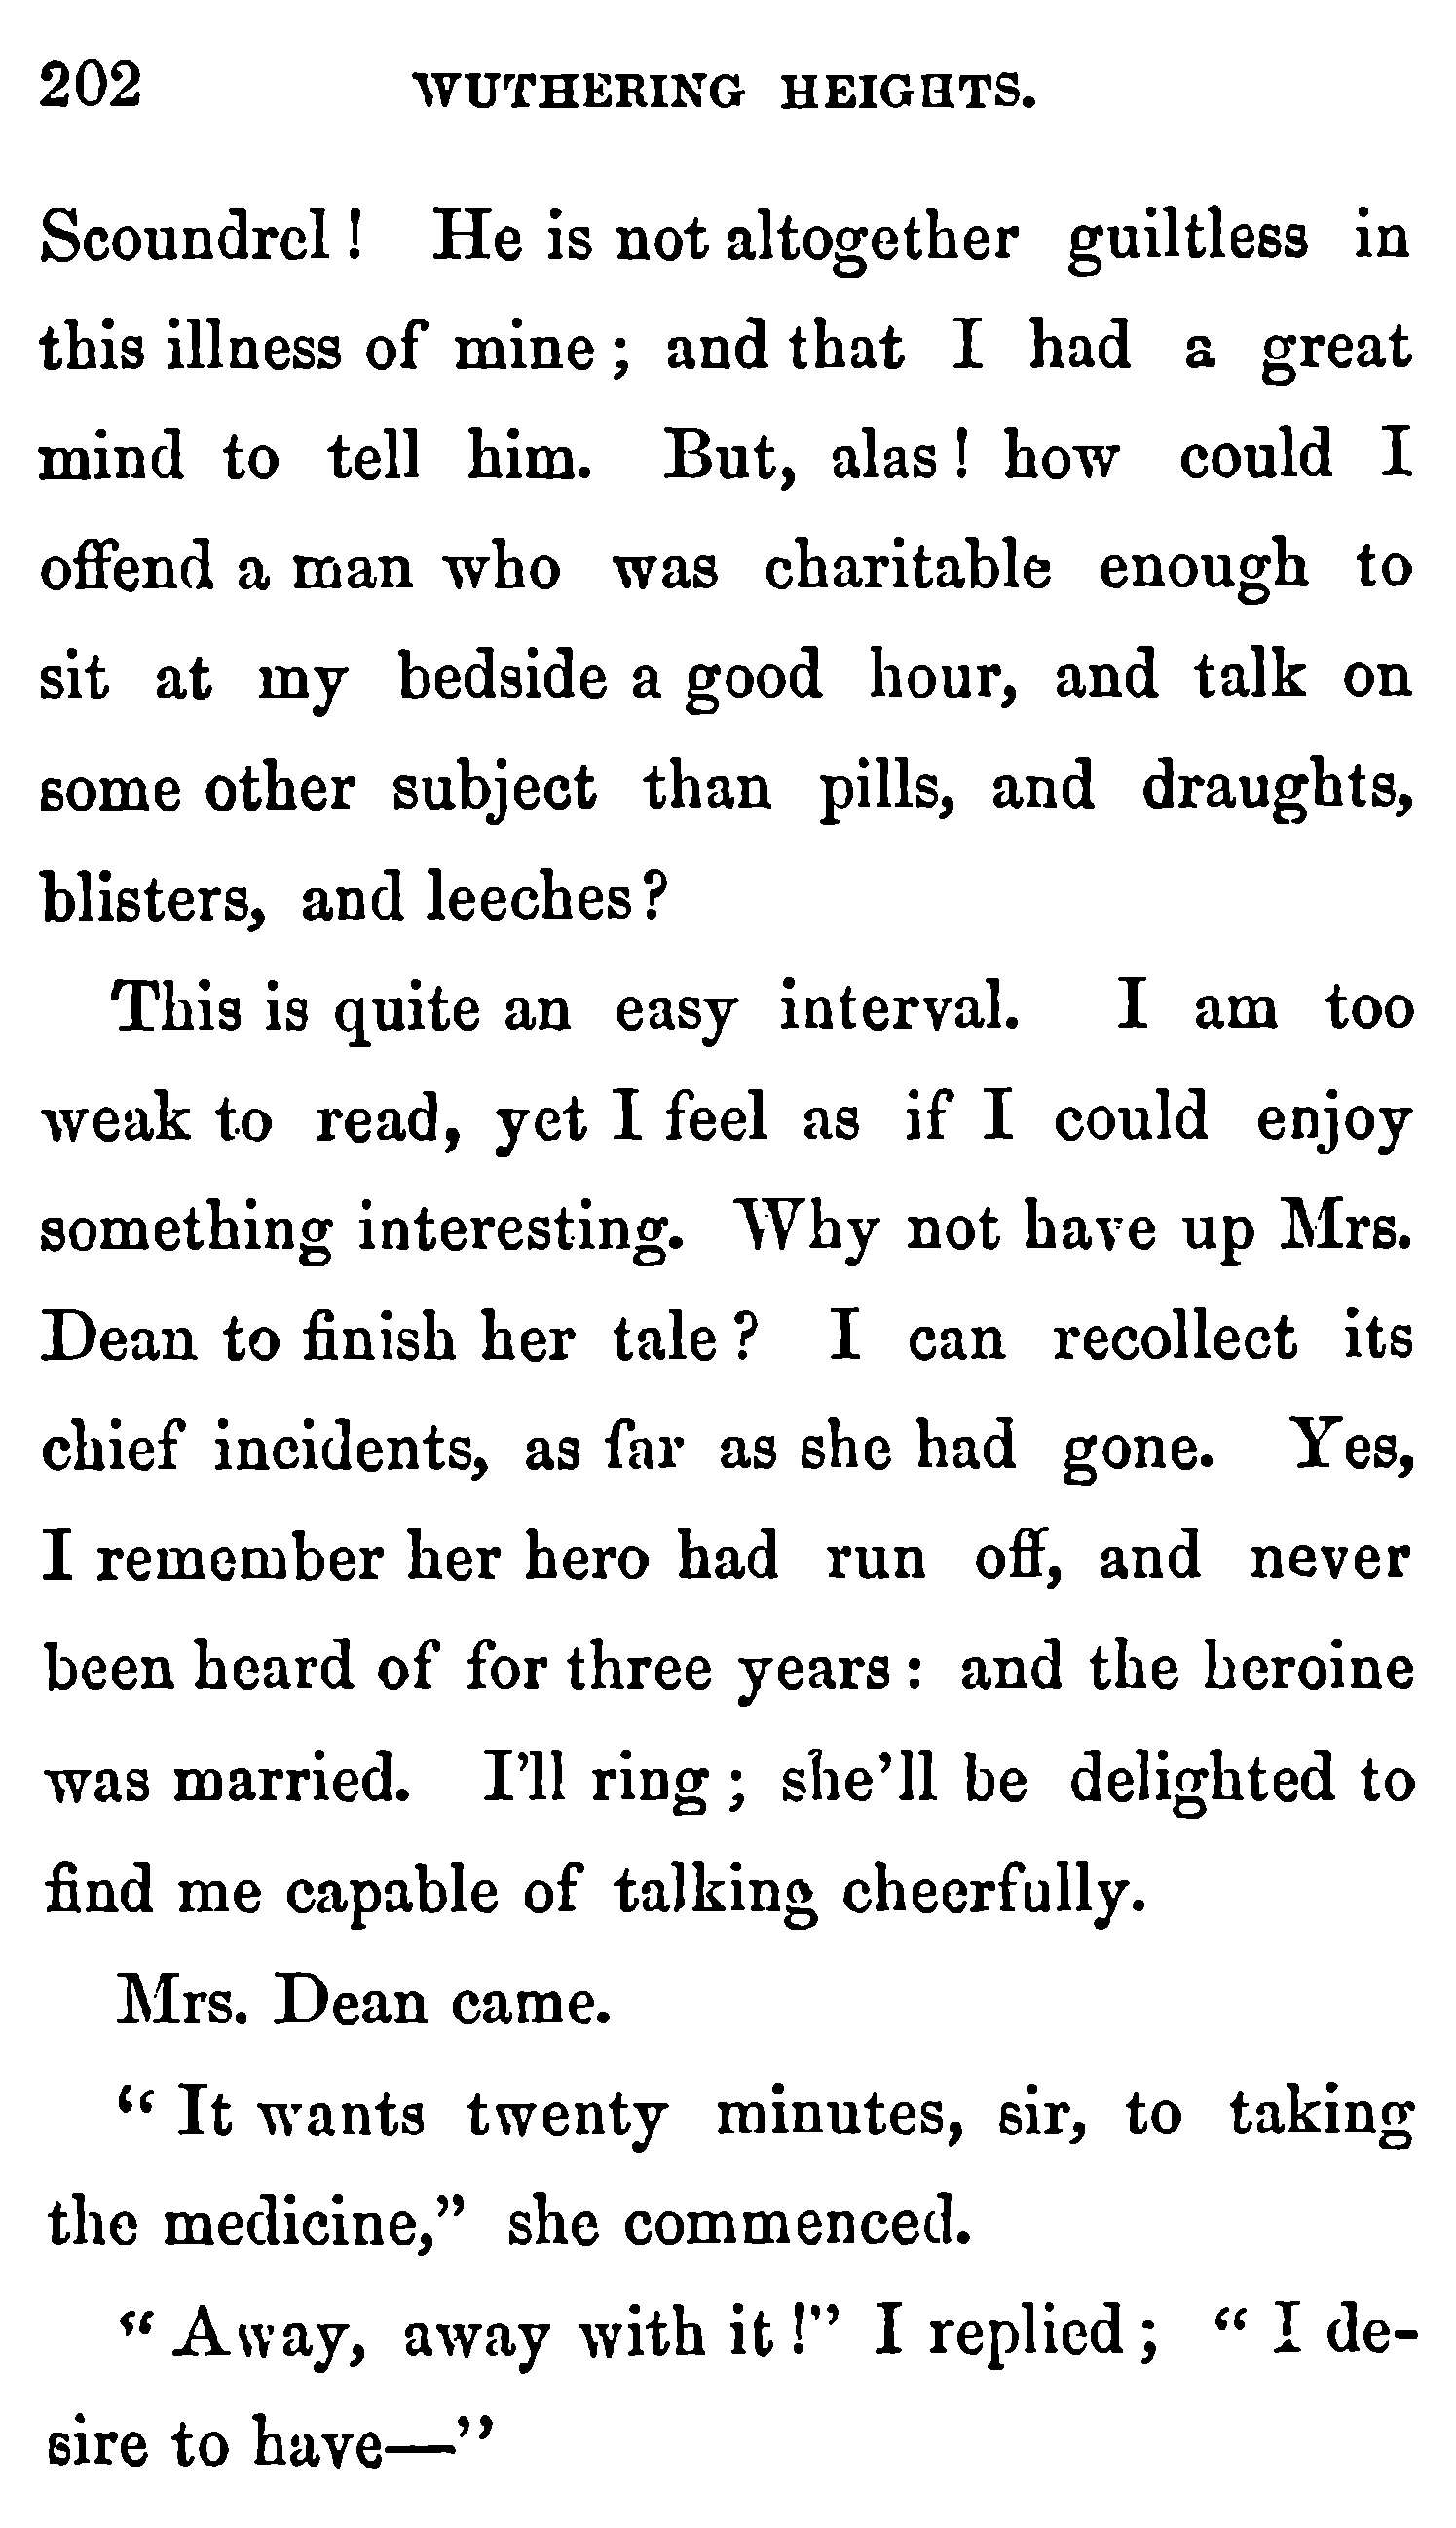 202 WUTHERING HEIGHTS.
Scoundrel! He is not altogether guiltless in
this illness of mine; and that I had a great
mind to tell him. But, alas! how could I
offend a man who was charitable enough to
sit at my bedside a good hour, and talk on
some other subject than pills, and draughts,
blisters, and leeches?
This is quite an easy interval. I am too
weak to read, yet I feel as if I could enjoy
something interesting. Why not have up Mrs.
Dean to finish her tale? I can recollect its
chief incidents, as far as she had gone. Yes,
I remember her hero had run off, and never
been heard of for three years: and the heroine
was married. I'll ring; she'll be delighted to
find me capable of talking cheerfully.
Mrs. Dean came.
"It wants twenty minutes, sir, to taking
the medicine," she commenced.
"Away, away with it!" I replied; "I de-
sire to have—"